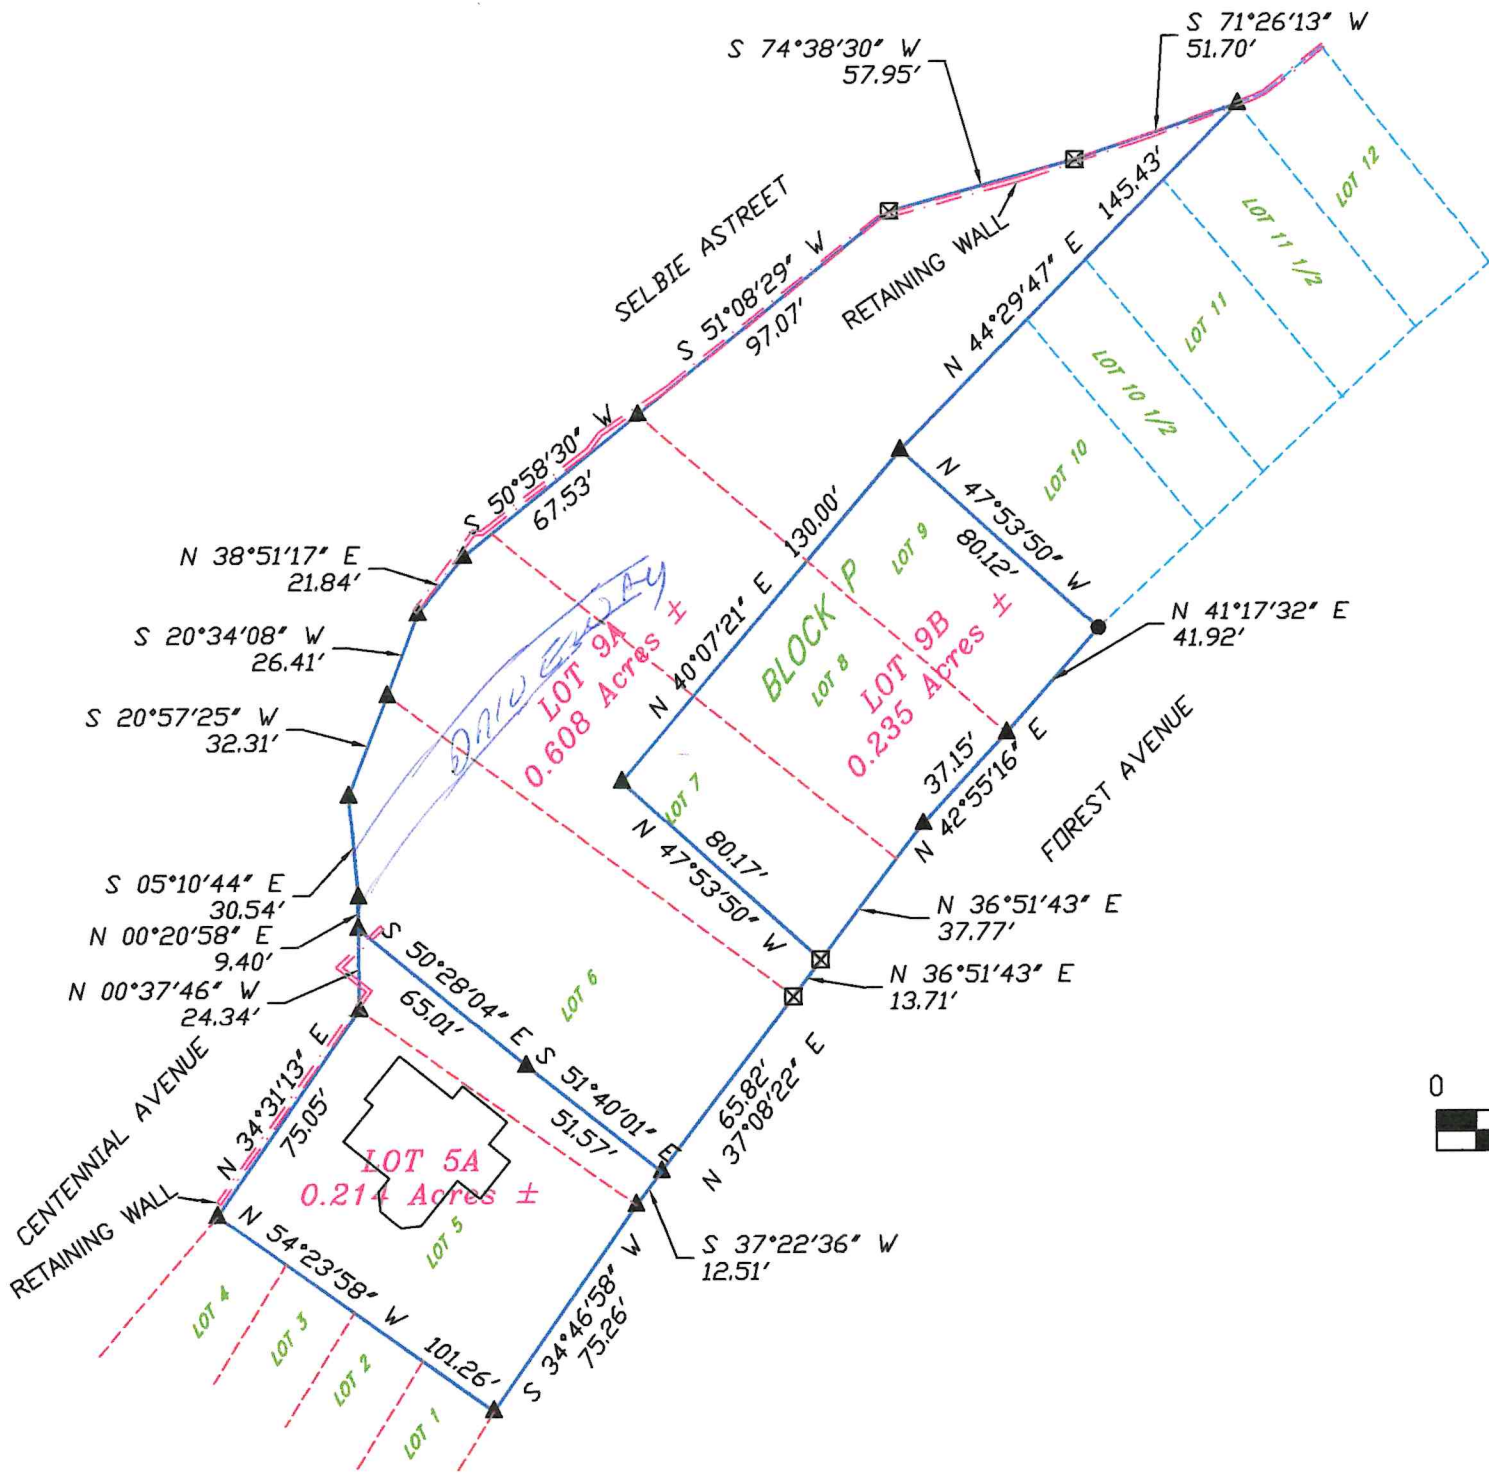 S 71°26'13" W
51.70'
S 74°38'30" W
57.95'
SELBIE ASTREET
RETAINING WALL
145.43'
N 44°29'47" E
LOT 12
LOT 11 1/2
LOT 11
LOT 10 1/2
LOT 10
S 51°08'29" W
97.07'
S 50°58'30" W
67.53'
N 38°51'17" E
21.84'
S 20°34'08" W
26.41'
S 20°57'25" W
32.31'
S 05°10'44" E
30.54'
N 00°20'58" E
9.40'
N 00°37'46" W
24.34'
DRIVEWAY
LOT 9A
0.608 Acres ±
130.00'
N 40°07'21" E
BLOCK P
LOT 9
LOT 8
LOT 7
LOT 9B
0.235 Acres ±
N 47°53'50" W
80.12'
N 41°17'32" E
41.92'
37.15'
N 42°55'16" E
FOREST AVENUE
80.17'
N 47°53'50" W
N 36°51'43" E
37.77'
N 36°51'43" E
13.71'
S 50°28'04" E
65.01'
LOT 6
S 51°40'01" E
51.57'
65.82'
N 37°08'22" E
S 37°22'36" W
12.51'
CENTENNIAL AVENUE
RETAINING WALL
N 34°31'13" E
75.05'
LOT 5A
0.214 Acres ±
LOT 5
N 54°23'58" W
101.26'
S 34°46'58" W
75.26'
LOT 4
LOT 3
LOT 2
LOT 1
0